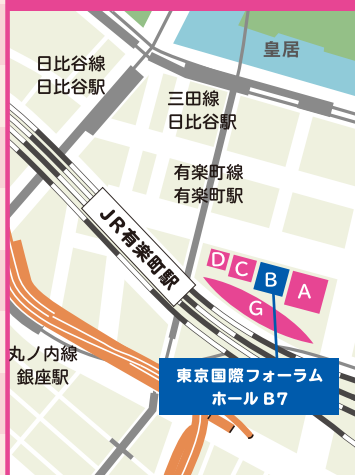 皇居
日比谷線
日比谷駅
三田線
日比谷駅
有楽町線
有楽町駅
JR有楽町駅
D
C
B
A
G
丸ノ内線
銀座駅
東京国際フォーラム
ホール B7